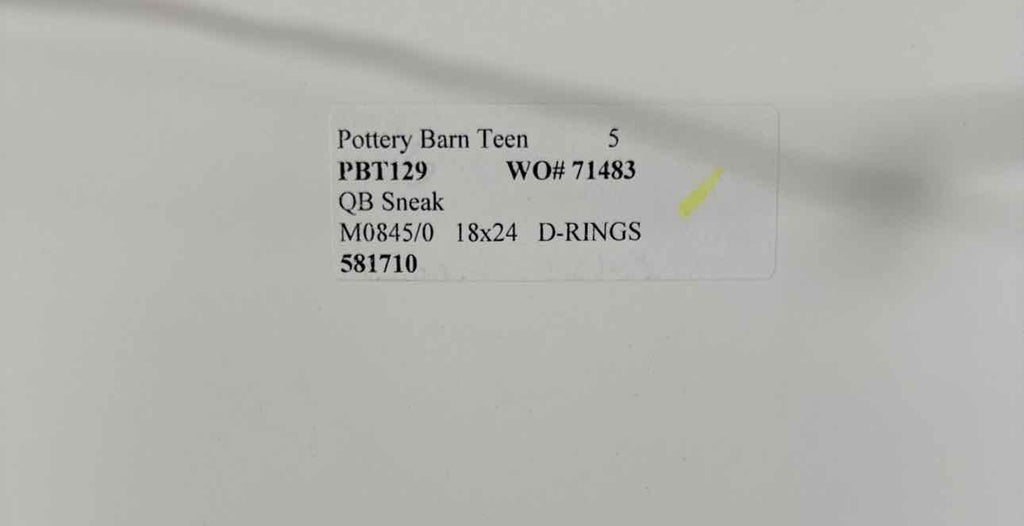 Pottery Barn Teen 5
PBT129 WO# 71483
QB Sneak
M0845/0 18x24 D-RINGS
581710